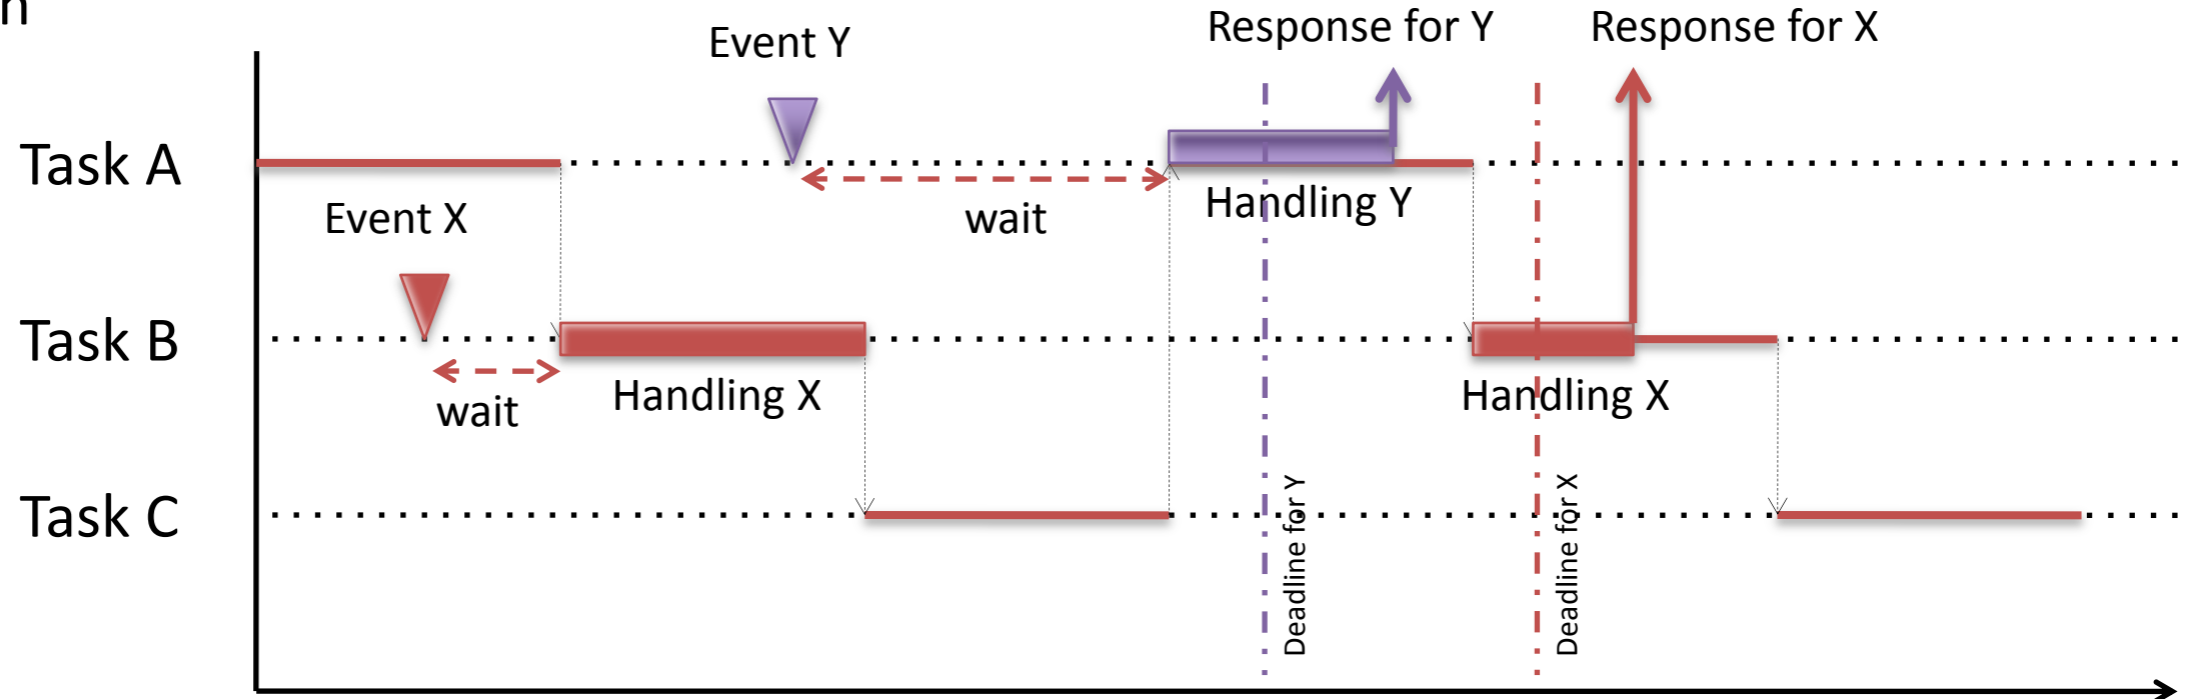 n
Response for Y
Response for X
Event Y
Task A
Event X
wait
Handling Y
Task B
wait
Handling X
Handling X
Task C
Deadline for Y
Deadline for X